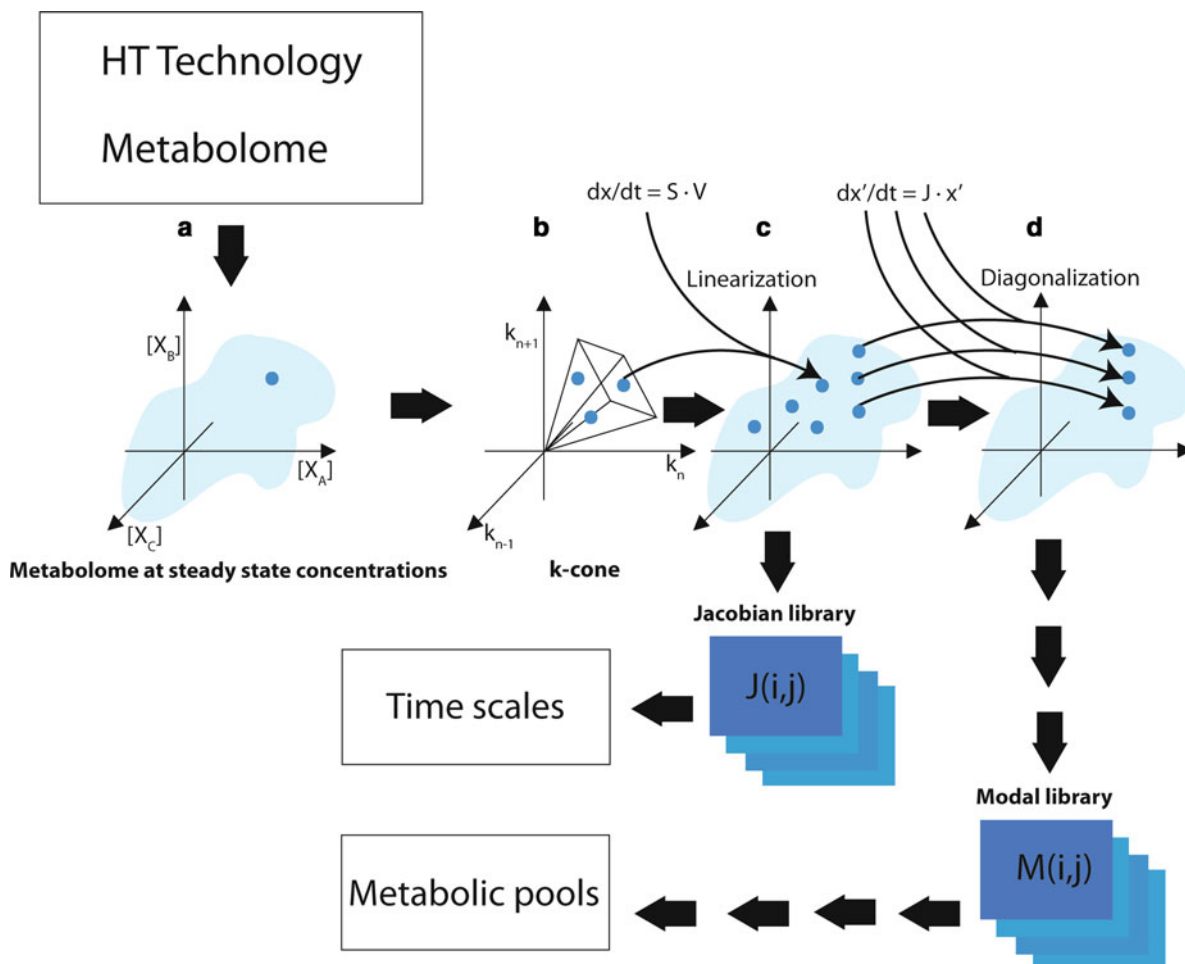 HT Technology
Metabolome
a
b
dx/dt = S · V
c
dx′/dt = J · x′
d
Linearization
Diagonalization
[X_B]
[X_A]
[X_C]
k_{n+1}
k_n
k_{n-1}
Metabolome at steady state concentrations
k-cone
Jacobian library
J(i,j)
Time scales
Modal library
M(i,j)
Metabolic pools